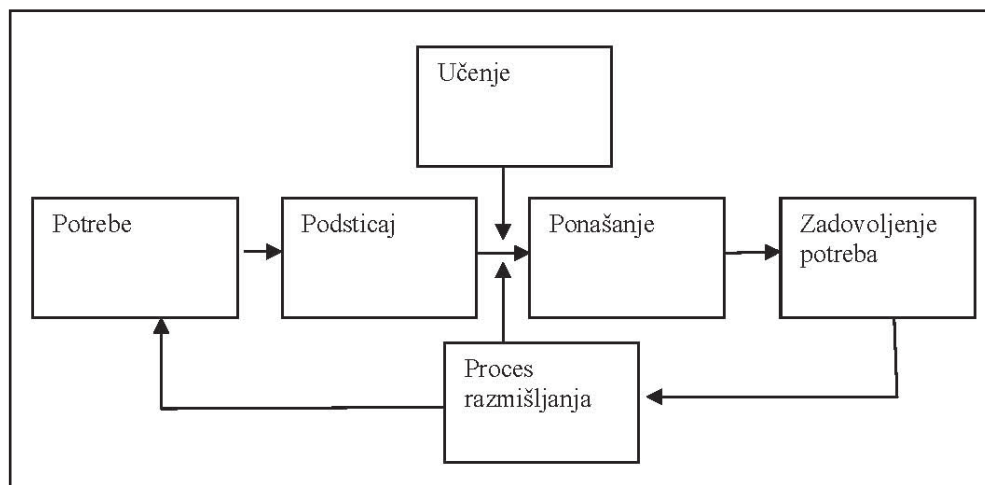 Učenje
Potrebe
Podsticaj
Ponašanje
Zadovoljenje
potreba
Proces
razmišljanja